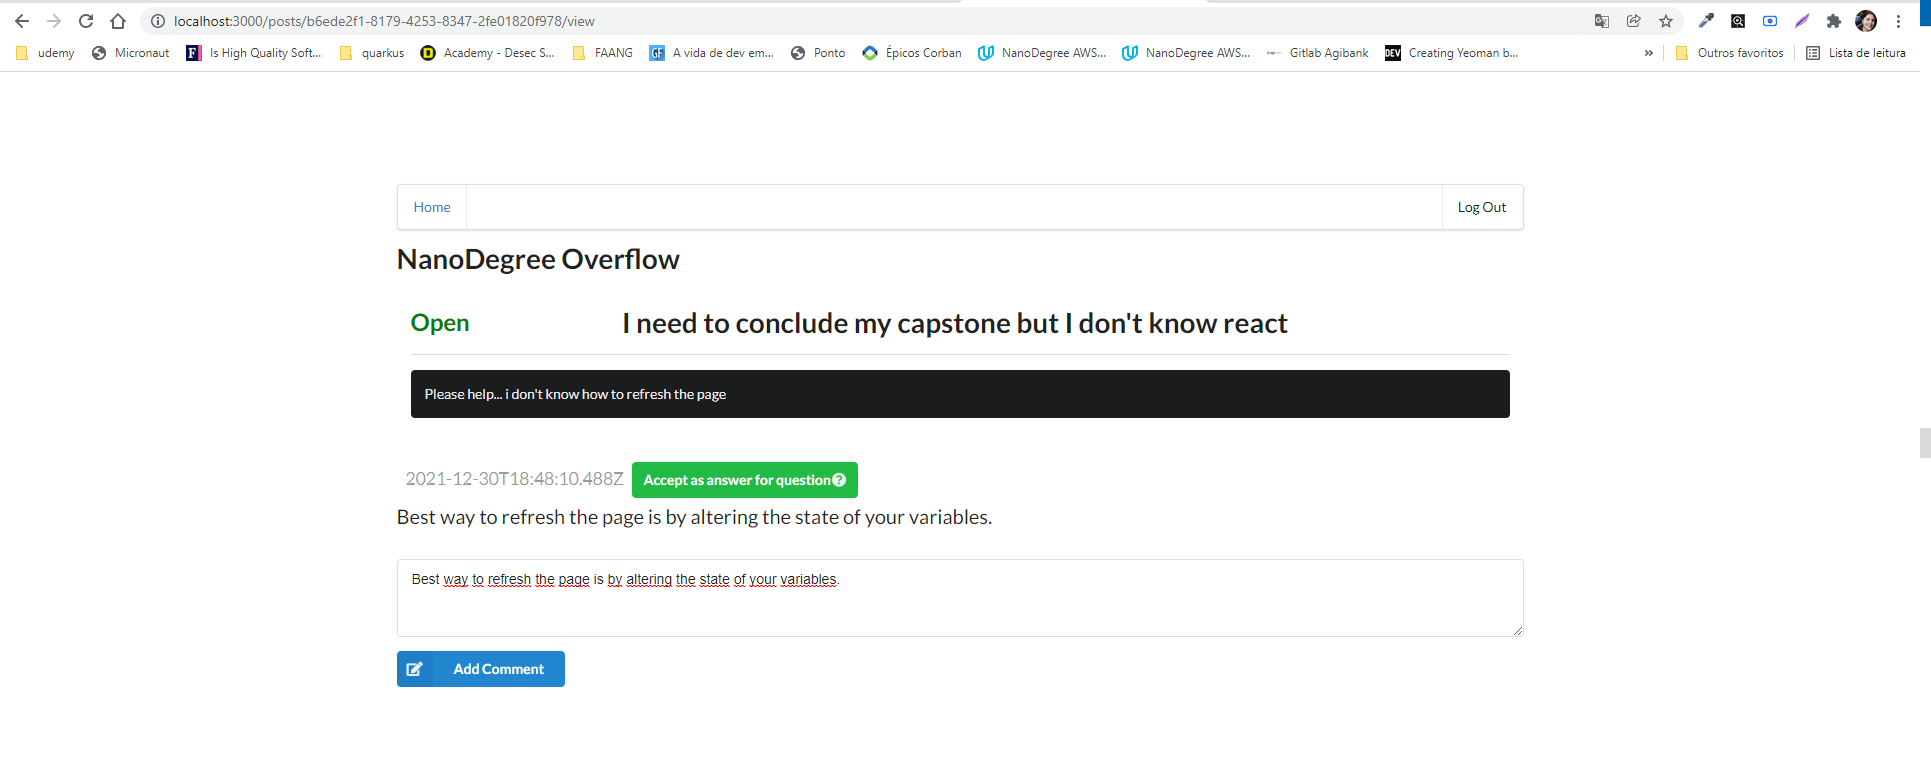 localhost:3000/posts/b6ede2f1-8179-4253-8347-2fe01820f978/view
udemy Micronaut F Is High Quality Soft... quarkus Academy - Desec S... FAANG GF A vida de dev em... Ponto Épicos Corban NanoDegree AWS... NanoDegree AWS... Gitlab Agibank DEV Creating Yeoman b... » Outros favoritos Lista de leitura
Home Log Out
NanoDegree Overflow
Open I need to conclude my capstone but I don't know react
Please help... i don't know how to refresh the page
2021-12-30T18:48:10.488Z Accept as answer for question
Best way to refresh the page is by altering the state of your variables.
Best way to refresh the page is by altering the state of your variables.
Add Comment